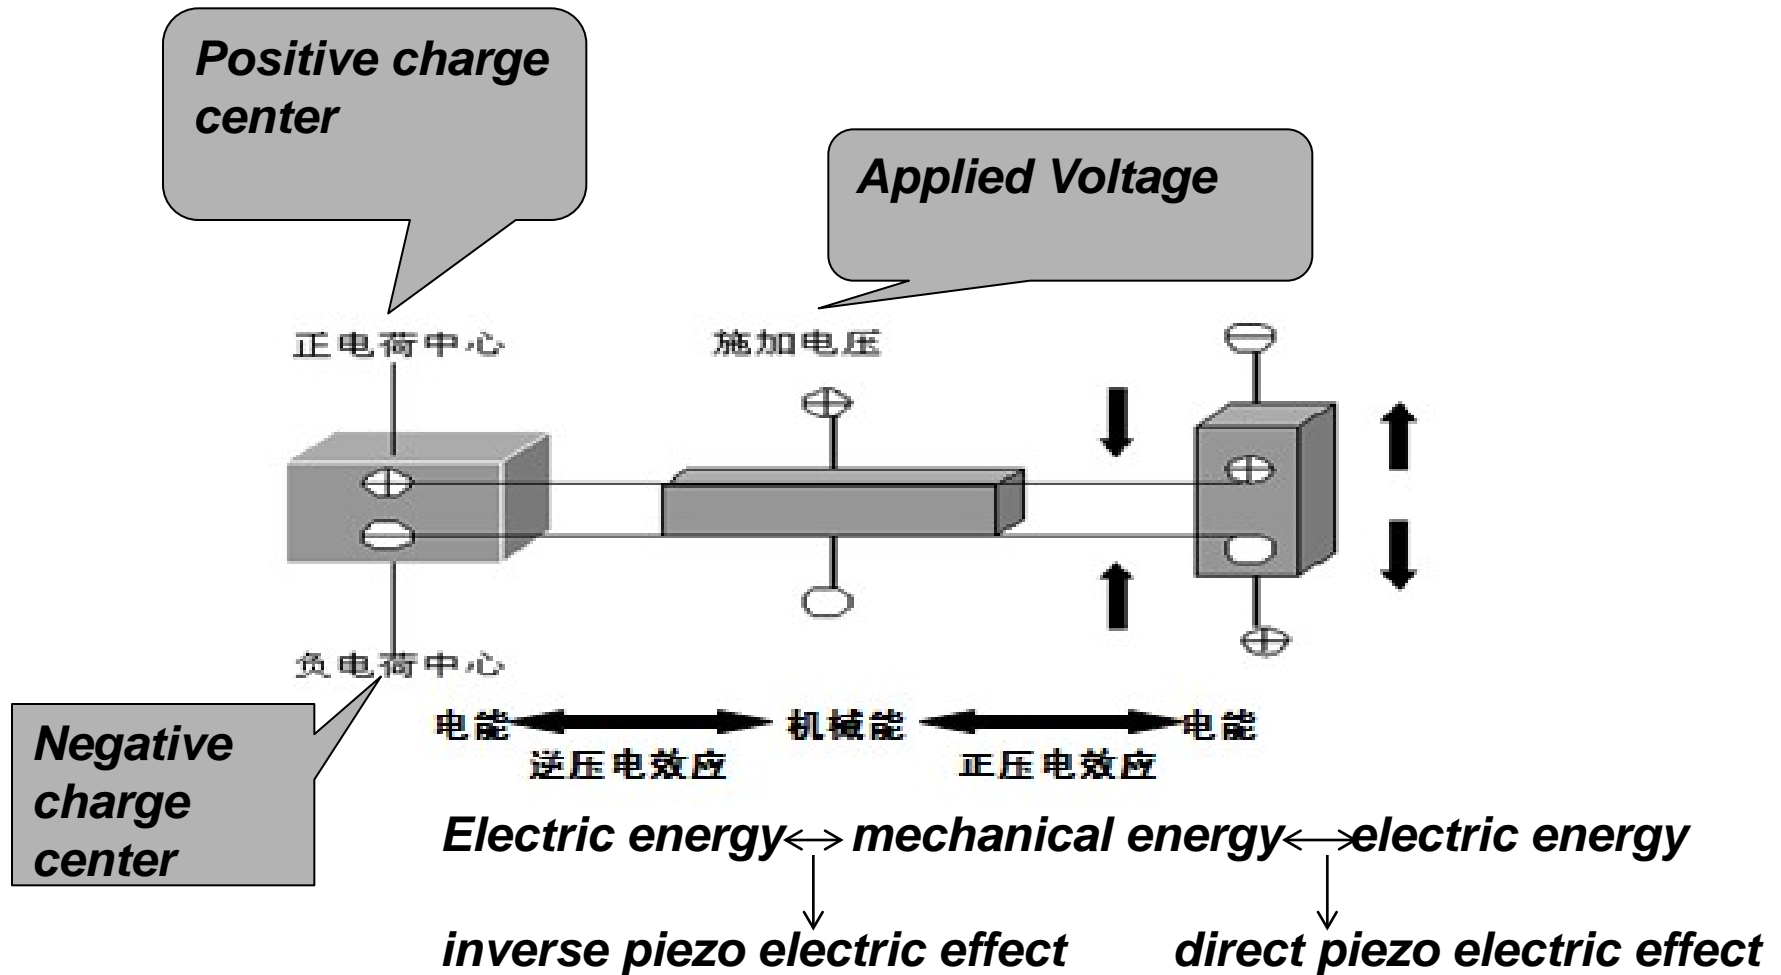 Positive charge
center
Applied Voltage
正电荷中心
施加电压
负电荷中心
Negative
charge
center
电能 机械能 电能
逆压电效应 正压电效应
Electric energy mechanical energy electric energy
inverse piezo electric effect direct piezo electric effect